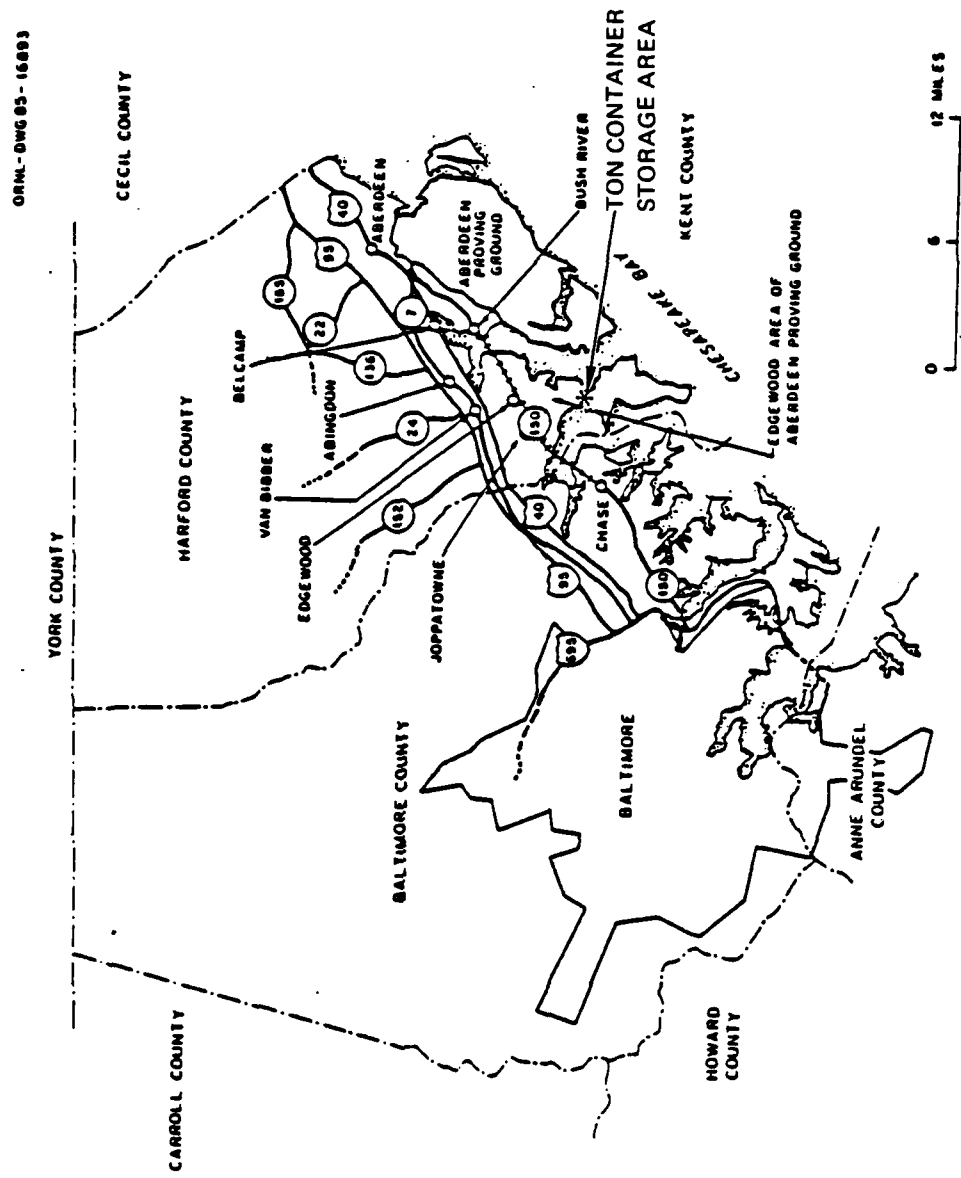 ORNL-DWG 85-16893
YORK COUNTY
CARROLL COUNTY
HARFORD COUNTY
CECIL COUNTY
BALTIMORE COUNTY
VAN BIBBER
ABINGDON
BELCAMP
EDGEWOOD
JOPPATOWNE
152
24
136
22
155
95
40
7
ABERDEEN
ABERDEEN
PROVING
GROUND
BUSH RIVER
TON CONTAINER
STORAGE AREA
KENT COUNTY
CHESAPEAKE BAY
EDGEWOOD AREA OF
ABERDEEN PROVING GROUND
150
40
95
CHASE
150
695
BALTIMORE
ANNE ARUNDEL
COUNTY
HOWARD
COUNTY
0 6 12 MILES